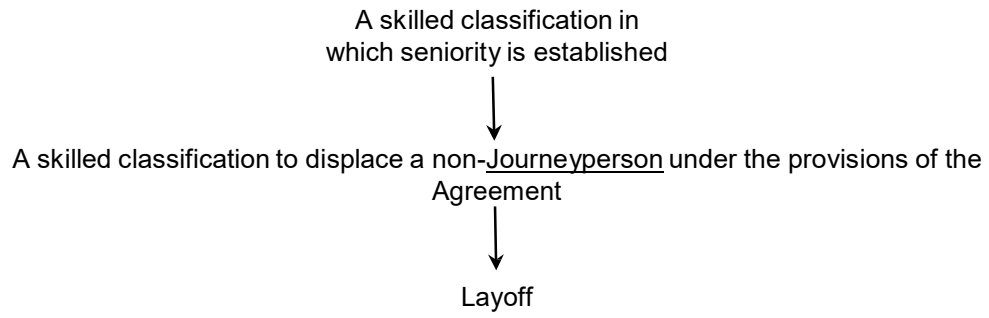 A skilled classification in
which seniority is established
A skilled classification to displace a non-Journeyperson under the provisions of the
Agreement
Layoff